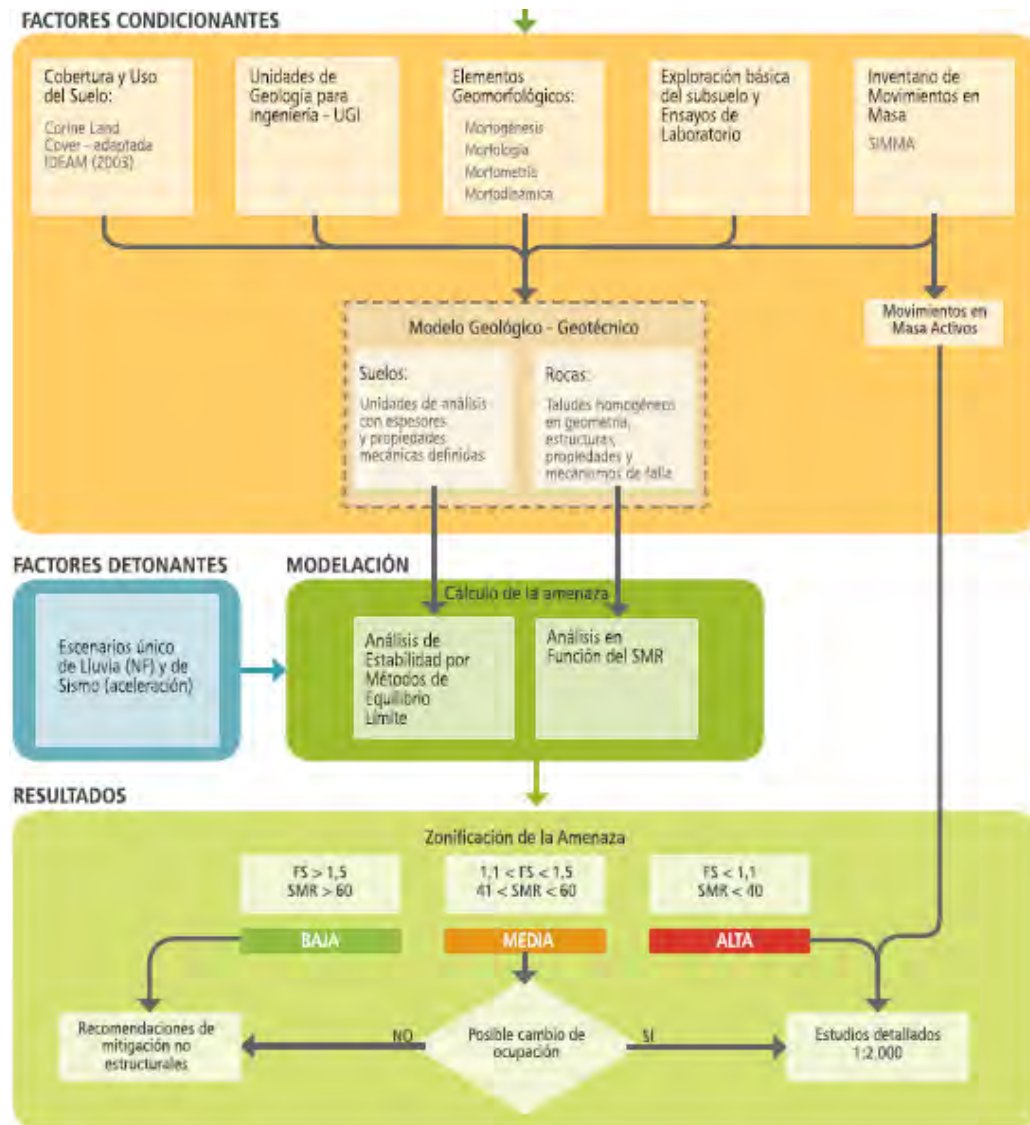 FACTORES CONDICIONANTES
Cobertura y Uso
del Suelo:
Corine Land
Cover - adaptada
IDEAM (2003)
Unidades de
Geología para
ingeniería - UGI
Elementos
Geomorfológicos:
Morfogénesis
Morfología
Morfometría
Morfodinámica
Exploración básica
del subsuelo y
Ensayos de
Laboratorio
Inventario de
Movimientos en
Masa
SIMMA
Movimientos en
Masa Activos
Modelo Geológico - Geotécnico
Suelos:
Unidades de análisis
con espesores
y propiedades
mecánicas definidas
Rocas:
Taludes homogéneo
en geometría,
estructuras,
propiedades y
mecanismos de falla
FACTORES DETONANTES
Escenarios único
de Lluvia (NF) y de
Sismo (aceleración)
MODELACIÓN
Cálculo de la amenaza
Análisis de
Estabilidad por
Métodos de
Equilibrio
Límite
Análisis en
Función del SMR
RESULTADOS
Zonificación de la Amenaza
FS > 1,5
SMR > 60
BAJA
1,1 < FS < 1,5
41 < SMR < 60
MEDIA
FS < 1,1
SMR < 40
ALTA
Recomendaciones de
mitigación no
estructurales
NO
Posible cambio de
ocupación
SI
Estudios detallados
1:2.000